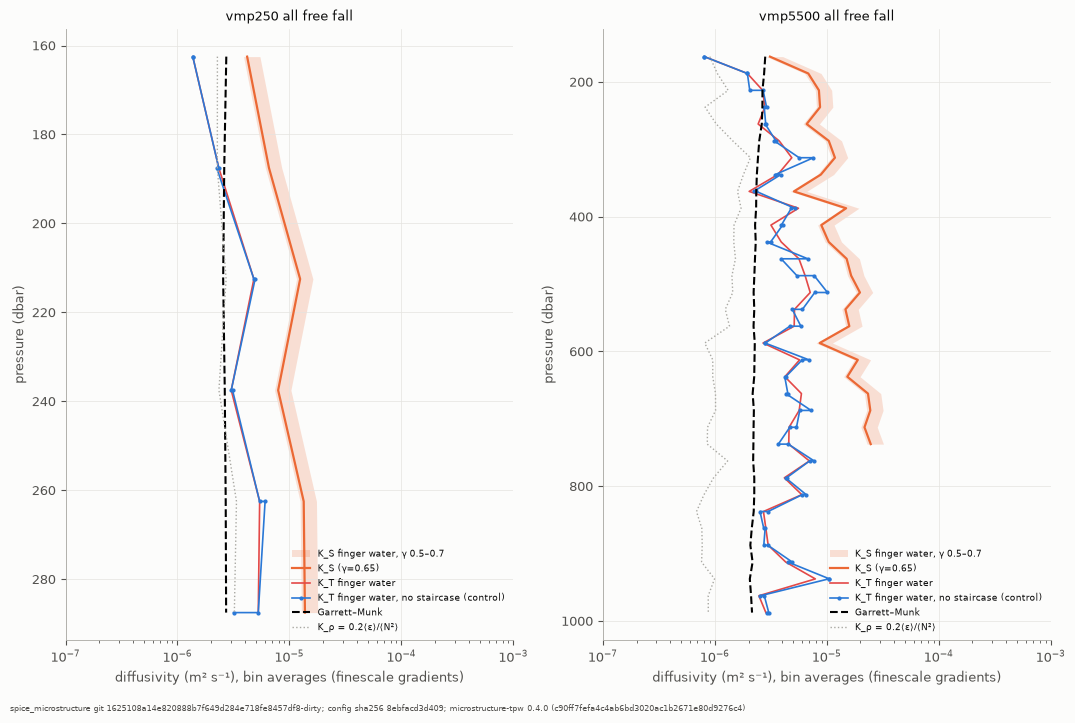 vmp250 all free fall
160
180
200
220
240
260
280
pressure (dbar)
K_S finger water, γ 0.5–0.7
K_S (γ=0.65)
K_T finger water
K_T finger water, no staircase (control)
Garrett–Munk
K_ρ = 0.2⟨ε⟩/⟨N²⟩
10⁻⁷ 10⁻⁶ 10⁻⁵ 10⁻⁴ 10⁻³
diffusivity (m² s⁻¹), bin averages (finescale gradients)
vmp5500 all free fall
200
400
600
800
1000
pressure (dbar)
K_S finger water, γ 0.5–0.7
K_S (γ=0.65)
K_T finger water
K_T finger water, no staircase (control)
Garrett–Munk
K_ρ = 0.2⟨ε⟩/⟨N²⟩
10⁻⁷ 10⁻⁶ 10⁻⁵ 10⁻⁴ 10⁻³
diffusivity (m² s⁻¹), bin averages (finescale gradients)
spice_microstructure git 1625108a14e820888b7f649d284e718fe8457df8-dirty; config sha256 8ebfacd3d409; microstructure-tpw 0.4.0 (c90ff7fefa4c4ab6bd3020ac1b2671e80d9276c4)